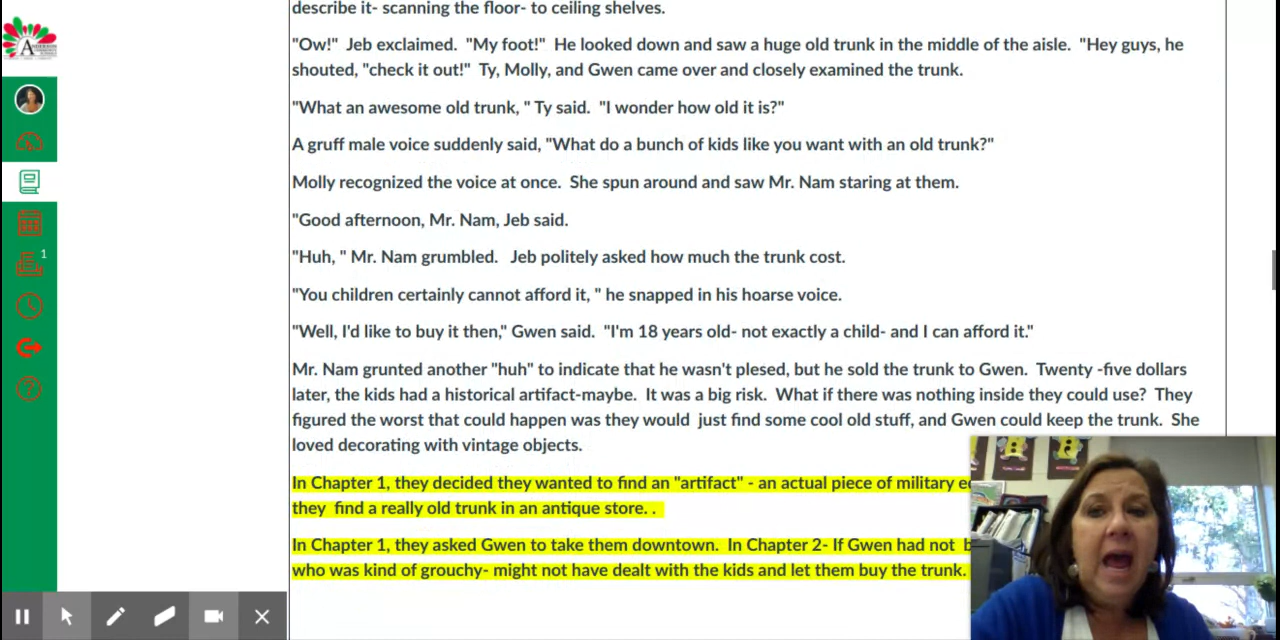 describe it- scanning the floor- to ceiling shelves.
"Ow!"  Jeb exclaimed.  "My foot!"  He looked down and saw a huge old trunk in the middle of the aisle.  "Hey guys, he
shouted, "check it out!"  Ty, Molly, and Gwen came over and closely examined the trunk.
"What an awesome old trunk, " Ty said.  "I wonder how old it is?"
A gruff male voice suddenly said, "What do a bunch of kids like you want with an old trunk?"
Molly recognized the voice at once.  She spun around and saw Mr. Nam staring at them.
"Good afternoon, Mr. Nam, Jeb said.
"Huh, " Mr. Nam grumbled.   Jeb politely asked how much the trunk cost.
"You children certainly cannot afford it, " he snapped in his hoarse voice.
"Well, I'd like to buy it then," Gwen said.  "I'm 18 years old- not exactly a child- and I can afford it."
Mr. Nam grunted another "huh" to indicate that he wasn't plesed, but he sold the trunk to Gwen.  Twenty -five dollars
later, the kids had a historical artifact-maybe.  It was a big risk.  What if there was nothing inside they could use?  They
figured the worst that could happen was they would  just find some cool old stuff, and Gwen could keep the trunk.  She
loved decorating with vintage objects.
In Chapter 1, they decided they wanted to find an "artifact" - an actual piece of military
they  find a really old trunk in an antique store. .
In Chapter 1, they asked Gwen to take them downtown.  In Chapter 2- If Gwen had not
who was kind of grouchy- might not have dealt with the kids and let them buy the trunk.
ANDERSON
1